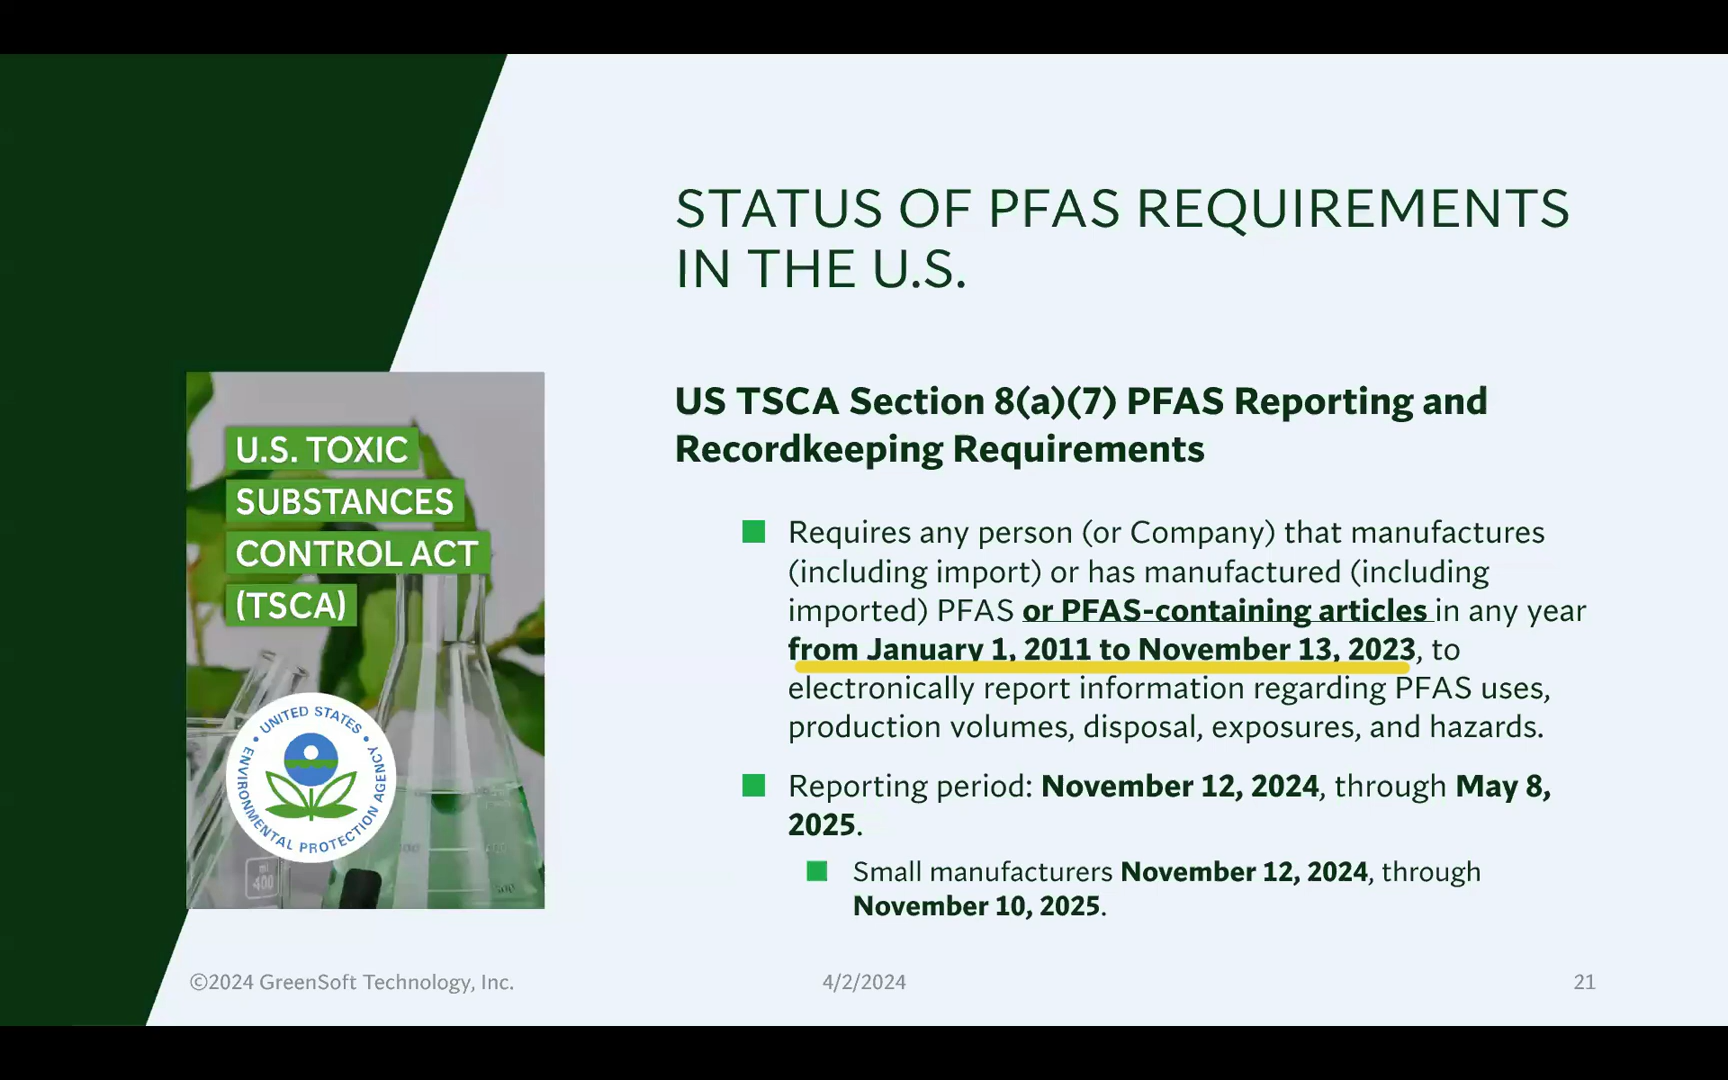 STATUS OF PFAS REQUIREMENTS
IN THE U.S.
US TSCA Section 8(a)(7) PFAS Reporting and
Recordkeeping Requirements
U.S. TOXIC
SUBSTANCES
CONTROL ACT
(TSCA)
Requires any person (or Company) that manufactures
(including import) or has manufactured (including
imported) PFAS or PFAS-containing articles in any year
from January 1, 2011 to November 13, 2023, to
electronically report information regarding PFAS uses,
production volumes, disposal, exposures, and hazards.
UNITED STATES
ENVIRONMENTAL PROTECTION AGENCY
ml
400
Reporting period: November 12, 2024, through May 8,
2025.
Small manufacturers November 12, 2024, through
November 10, 2025.
©2024 GreenSoft Technology, Inc.
4/2/2024
21